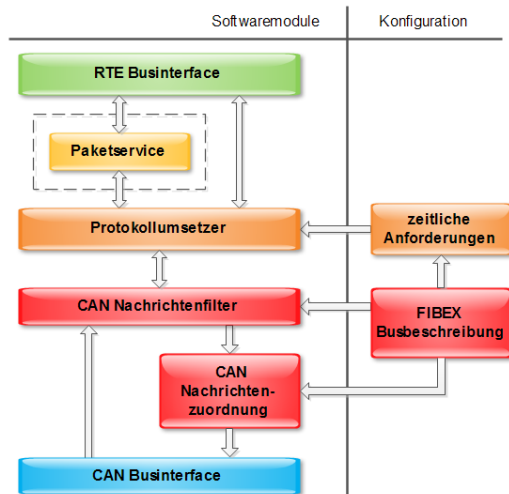 Softwaremodule
Konfiguration
RTE Businterface
Paketservice
Protokollumsetzer
zeitliche
Anforderungen
CAN Nachrichtenfilter
FIBEX
Busbeschreibung
CAN
Nachrichten-
zuordnung
CAN Businterface